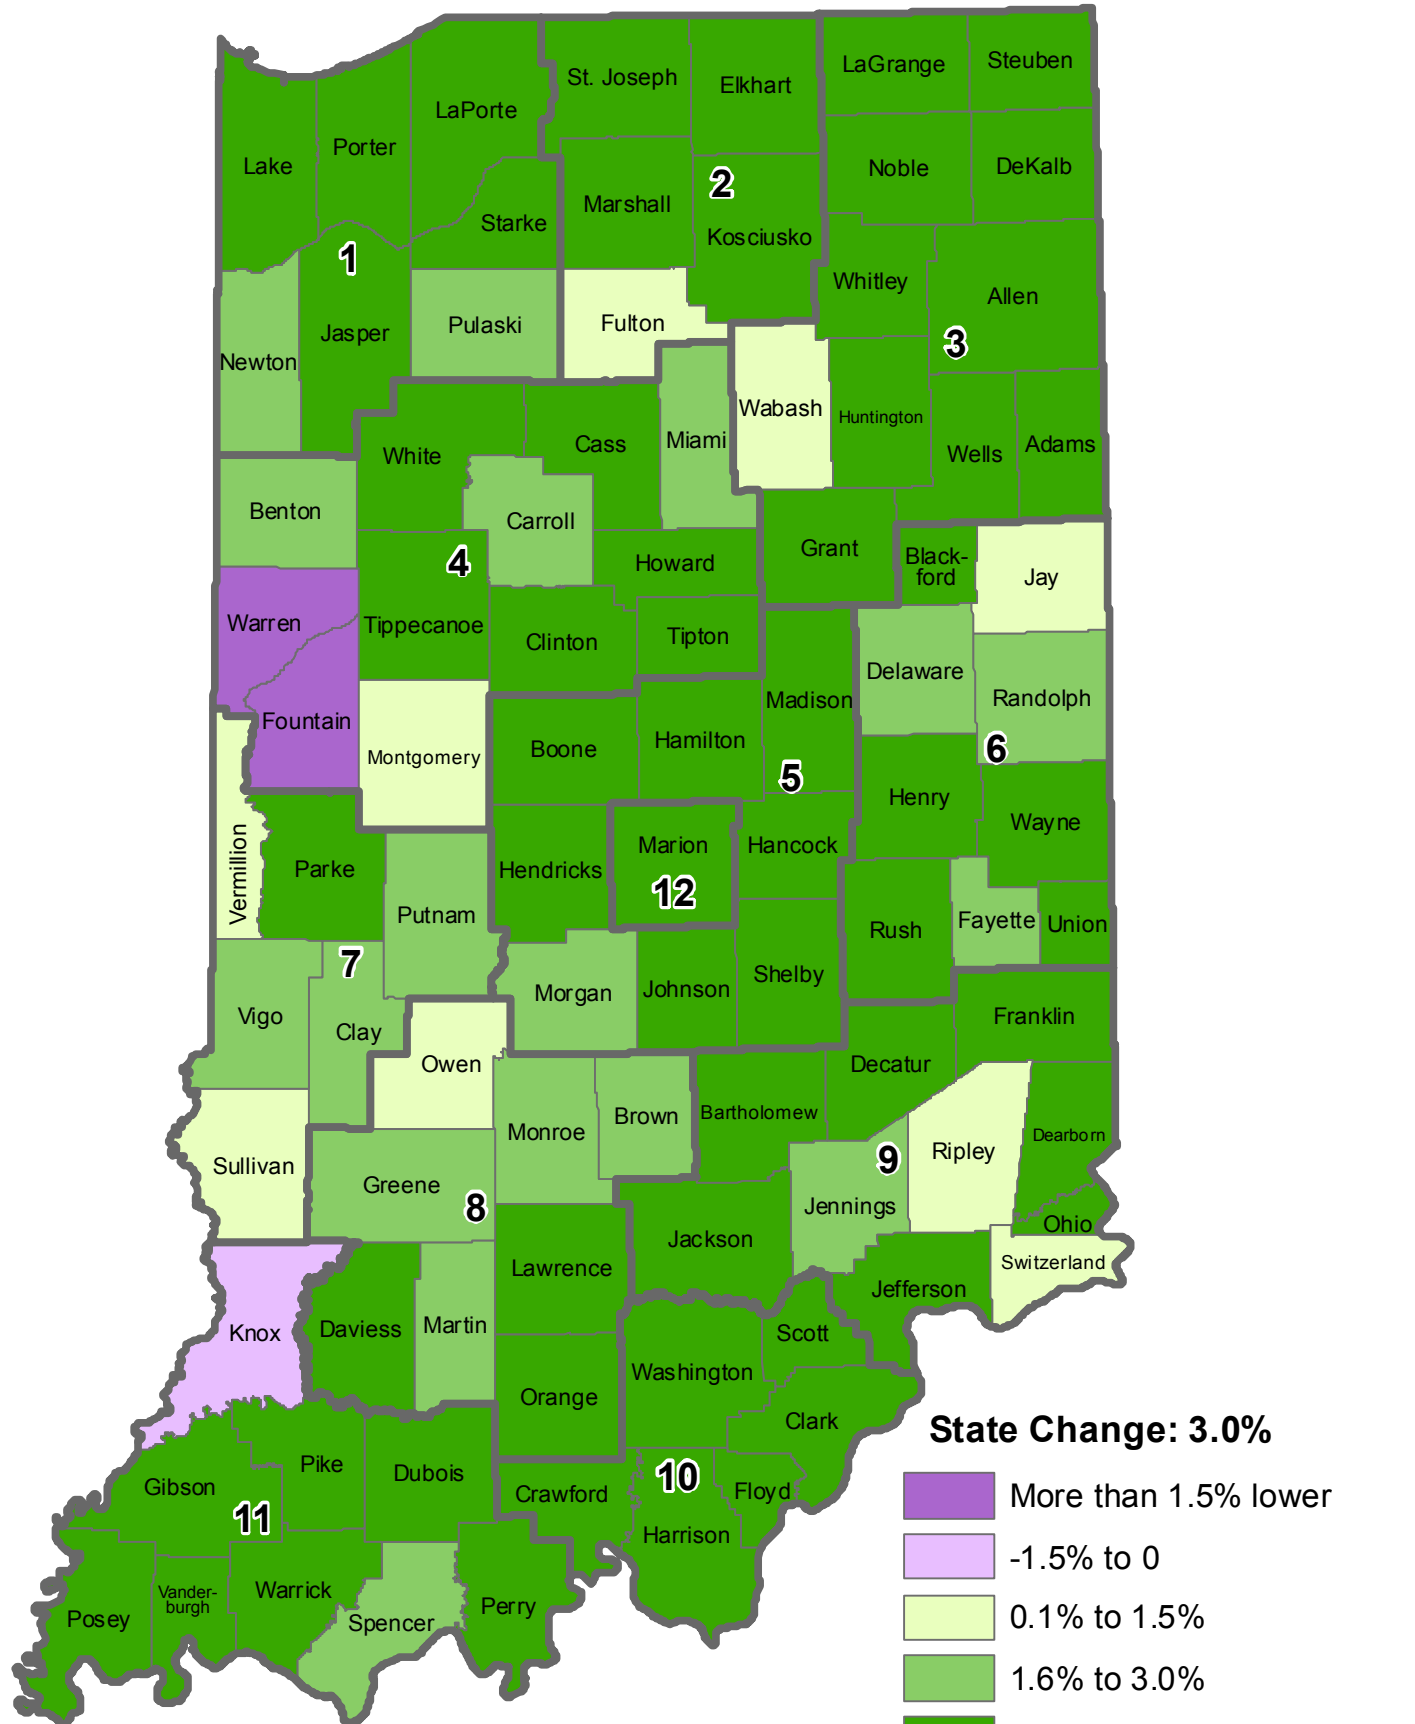 St. Joseph
Elkhart
LaGrange
Steuben
LaPorte
Lake
Porter
Noble
DeKalb
2
Marshall
Starke
Kosciusko
1
Whitley
Allen
Jasper
Pulaski
Fulton
3
Newton
Wabash
Huntington
White
Cass
Miami
Wells
Adams
Benton
Carroll
4
Howard
Grant
Black-
ford
Jay
Warren
Tippecanoe
Clinton
Tipton
Delaware
Randolph
Fountain
Madison
Montgomery
Boone
Hamilton
6
5
Henry
Wayne
Vermillion
Parke
Hendricks
Marion
12
Hancock
Putnam
Rush
Fayette
Union
7
Morgan
Johnson
Shelby
Vigo
Clay
Franklin
Owen
Decatur
Monroe
Brown
Bartholomew
Dearborn
Sullivan
Ripley
9
Greene
8
Jennings
Jackson
Ohio
Lawrence
Switzerland
Jefferson
Knox
Daviess
Martin
Scott
Washington
Orange
Clark
Pike
Dubois
10
Gibson
Crawford
Floyd
11
Harrison
Posey
Vander-
burgh
Warrick
Spencer
Perry
State Change: 3.0%
More than 1.5% lower
-1.5% to 0
0.1% to 1.5%
1.6% to 3.0%